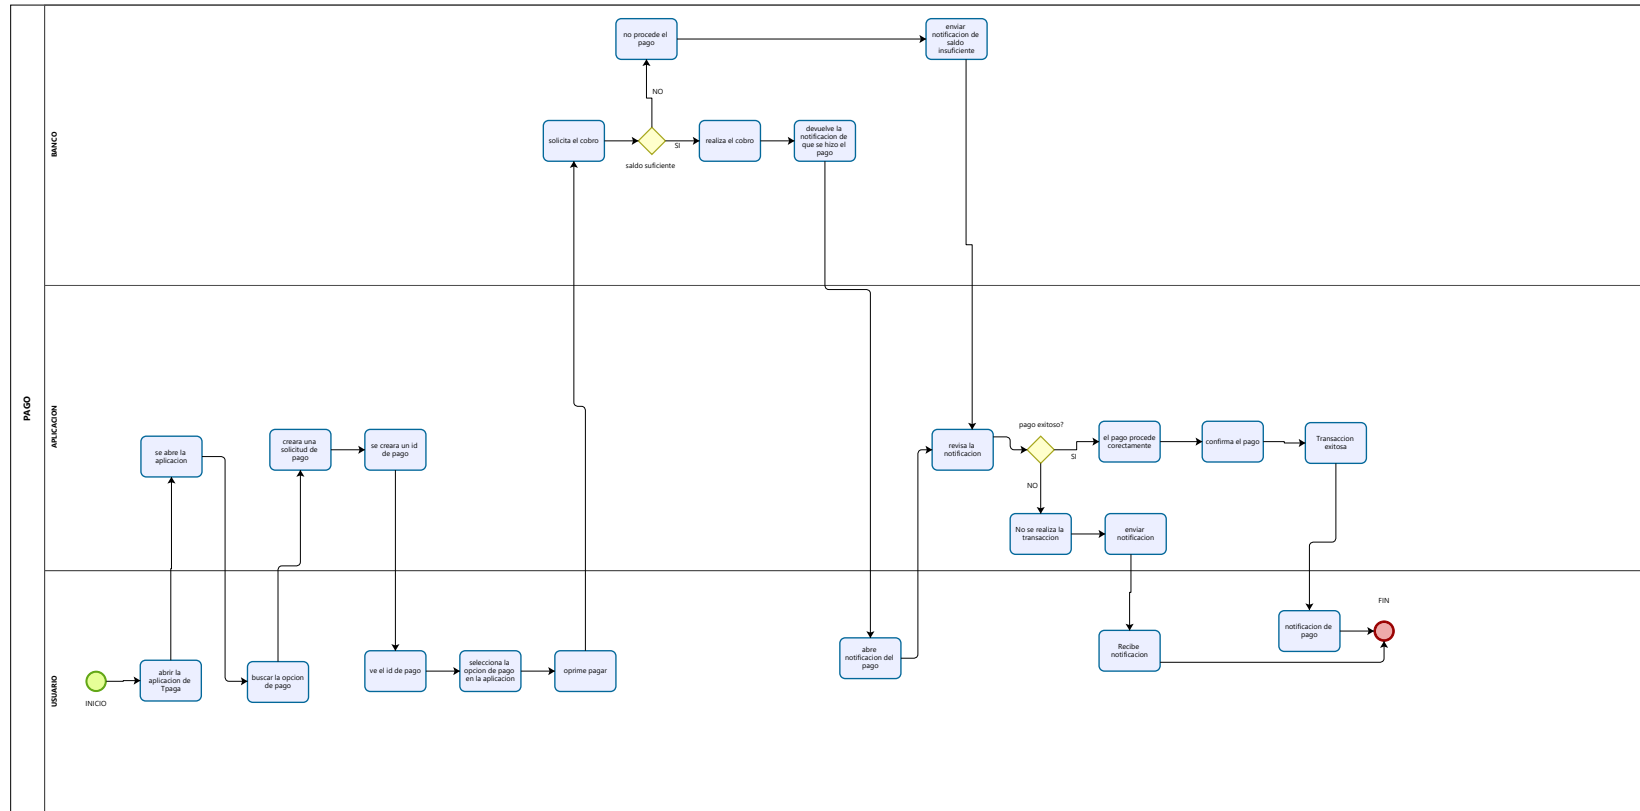 PAGO
BANCO
no procede el
pago
enviar
notificacion de
saldo
insuficiente
NO
solicita el cobro
saldo suficiente
SI
realiza el cobro
devuelve la
notificacion de
que se hizo el
pago
APLICACION
se abre la
aplicacion
creara una
solicitud de
pago
se creara un id
de pago
revisa la
notificacion
pago exitoso?
SI
NO
el pago procede
corectamente
confirma el pago
Transaccion
exitosa
No se realiza la
transaccion
enviar
notificacion
USUARIO
INICIO
abrir la
aplicacion de
Tpaga
buscar la opcion
de pago
ve el id de pago
selecciona la
opcion de pago
en la aplicacion
oprime pagar
abre
notificacion del
pago
Recibe
notificacion
notificacion de
pago
FIN